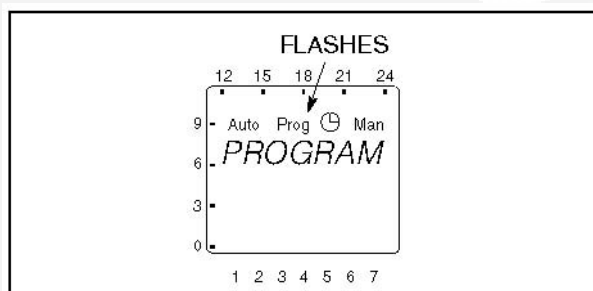 FLASHES
12 15 18 21 24
9 Auto Prog Man
PROGRAM
6
3
0
1 2 3 4 5 6 7